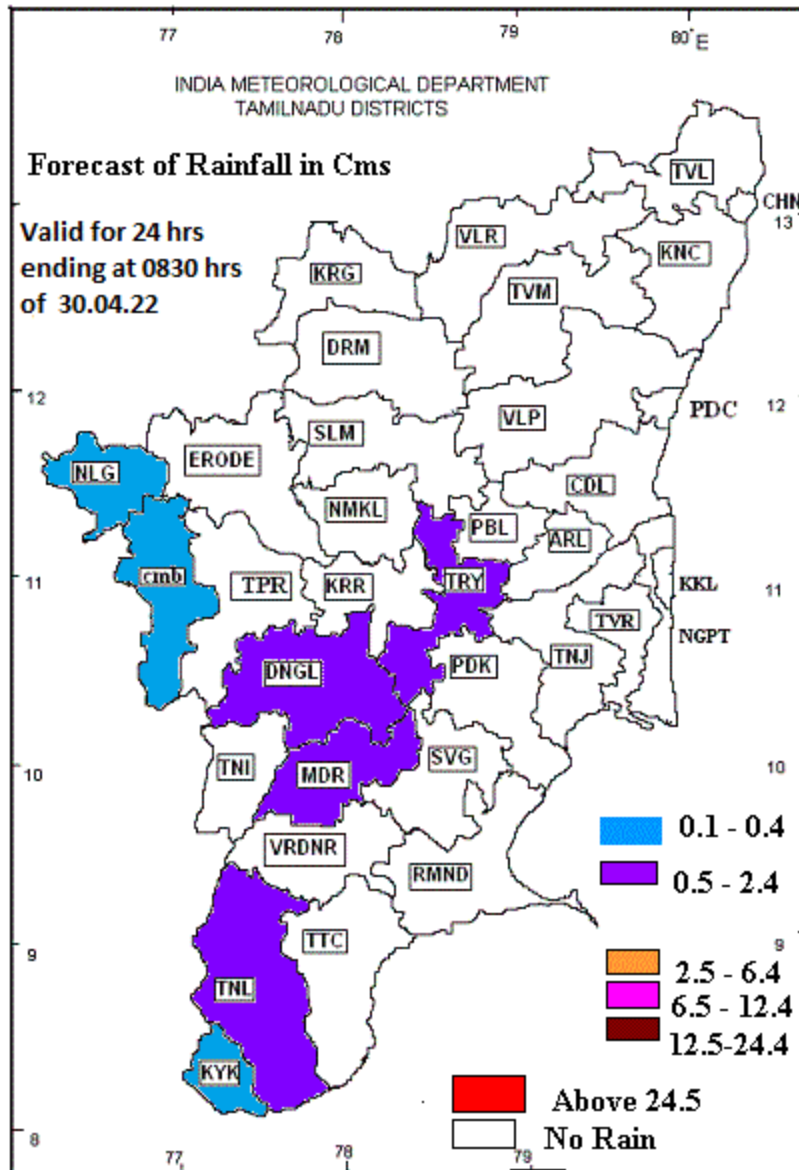 77 78 79 80°E
INDIA METEOROLOGICAL DEPARTMENT
TAMILNADU DISTRICTS
Forecast of Rainfall in Cms
TVL
CHN
13
Valid for 24 hrs
ending at 0830 hrs
of 30.04.22
VLR
KNC
KRG
TVM
DRM
12
VLP
PDC
12
SLM
ERODE
NLG
CDL
NMKL
PBL
ARL
11
cmb
TPR
KRR
TRY
KKL
11
TVR
NGPT
DNGL
PDK
TNJ
10
TNI
MDR
SVG
10
0.1 - 0.4
VRDNR
RMND
0.5 - 2.4
9
TTC
9
2.5 - 6.4
TNL
6.5 - 12.4
12.5-24.4
KYK
Above 24.5
8
No Rain
77 78 79